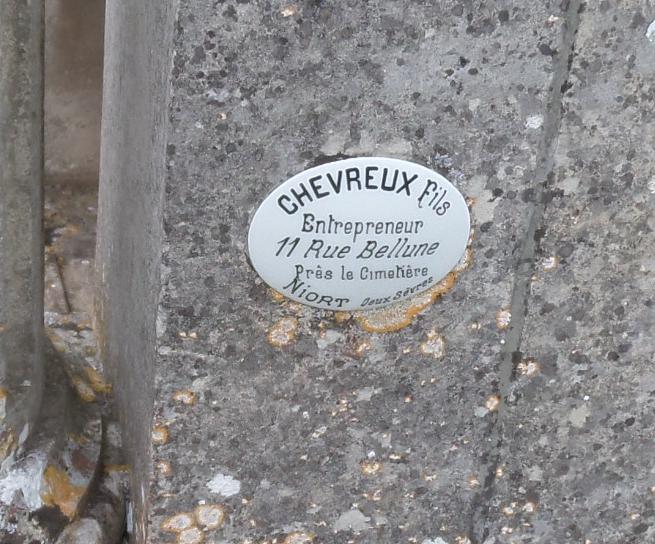 CHEVREUX Fils
Entrepreneur
11 Rue Bellune
Près le Cimetière
NIORT Deux Sèvres